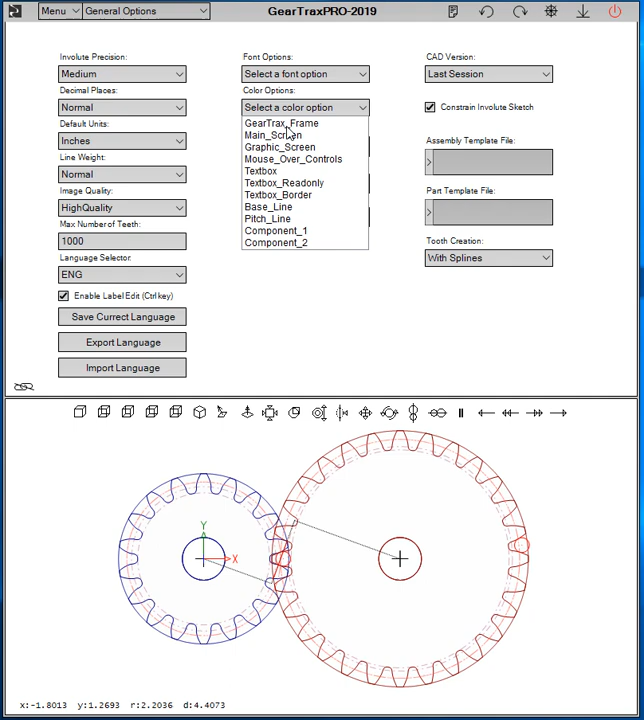 Menu General Options GearTraxPRO-2019
Involute Precision:
Medium
Decimal Places:
Normal
Default Units:
Inches
Line Weight:
Normal
Image Quality:
HighQuality
Max Number of Teeth:
1000
Language Selector:
ENG
Enable Label Edit (Ctrl key)
Save Currect Language
Export Language
Import Language
Font Options:
Select a font option
Color Options:
Select a color option
GearTrax_Frame
Main_Screen
Graphic_Screen
Mouse_Over_Controls
Textbox
Textbox_Readonly
Textbox_Border
Base_Line
Pitch_Line
Component_1
Component_2
CAD Version:
Last Session
Constrain Involute Sketch
Assembly Template File:
>
Part Template File:
>
Tooth Creation:
With Splines
Y
X
x:-1.8013 y:1.2693 r:2.2036 d:4.4073